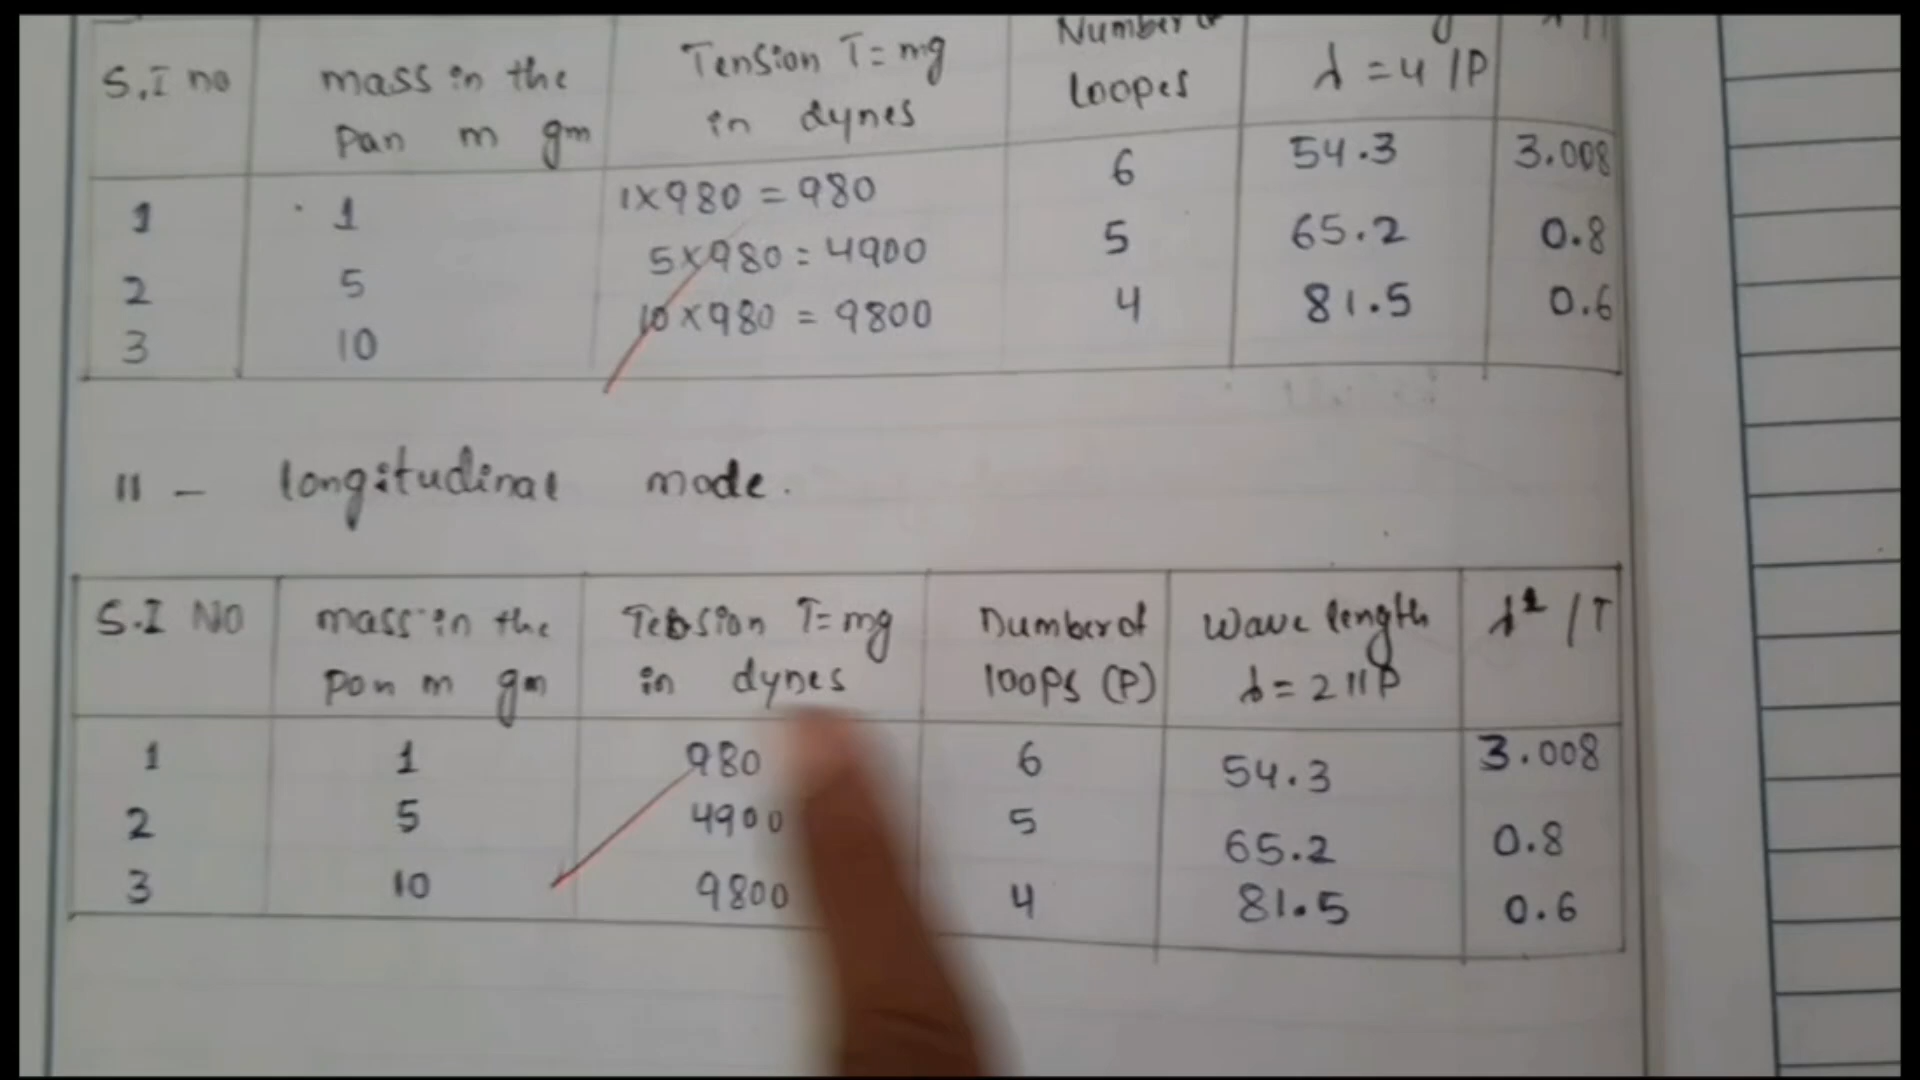 S.I no mass in the Pan m gm Tension T=mg in dynes Number Loopes λ = 4 /P
1 1 1×980 = 980 6 54.3 3.008
2 5 5×980 = 4900 5 65.2 0.8
3 10 10×980 = 9800 4 81.5 0.6
II - longitudinal mode.
S.I NO mass in the Pon m gm Tension T=mg in dynes Number of loops (P) Wave length λ = 2 11 P λ² /T
1 1 980 6 54.3 3.008
2 5 4900 5 65.2 0.8
3 10 9800 4 81.5 0.6